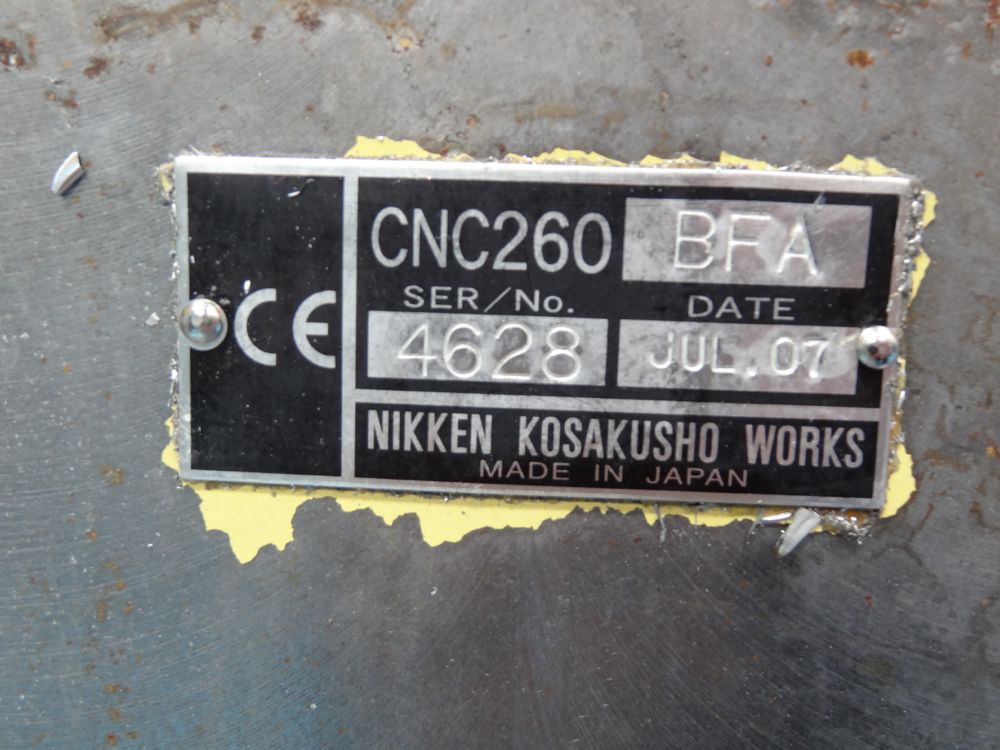 CNC260 BFA
SER/No. DATE
4628 JUL.07
CE
NIKKEN KOSAKUSHO WORKS
MADE IN JAPAN